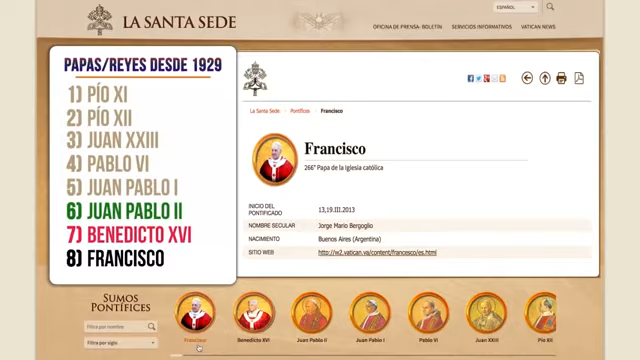 LA SANTA SEDE
ESPAÑOL
OFICINA DE PRENSA- BOLETÍN
SERVICIOS INFORMATIVOS
VATICAN NEWS
PAPAS/REYES DESDE 1929
1) PÍO XI
2) PÍO XII
3) JUAN XXIII
4) PABLO VI
5) JUAN PABLO I
6) JUAN PABLO II
7) BENEDICTO XVI
8) FRANCISCO
La Santa Sede
Pontífices
Francisco
Francisco
266° Papa de la Iglesia católica
INICIO DEL PONTIFICADO
13,19.III.2013
NOMBRE SECULAR
Jorge Mario Bergoglio
NACIMIENTO
Buenos Aires (Argentina)
SITIO WEB
http://w2.vatican.va/content/francesco/es.html
SUMOS
PONTÍFICES
Filtra por nombre
Filtra por siglo
Francisco
Benedicto XVI
Juan Pablo II
Juan Pablo I
Pablo VI
Juan XXIII
Pío XII